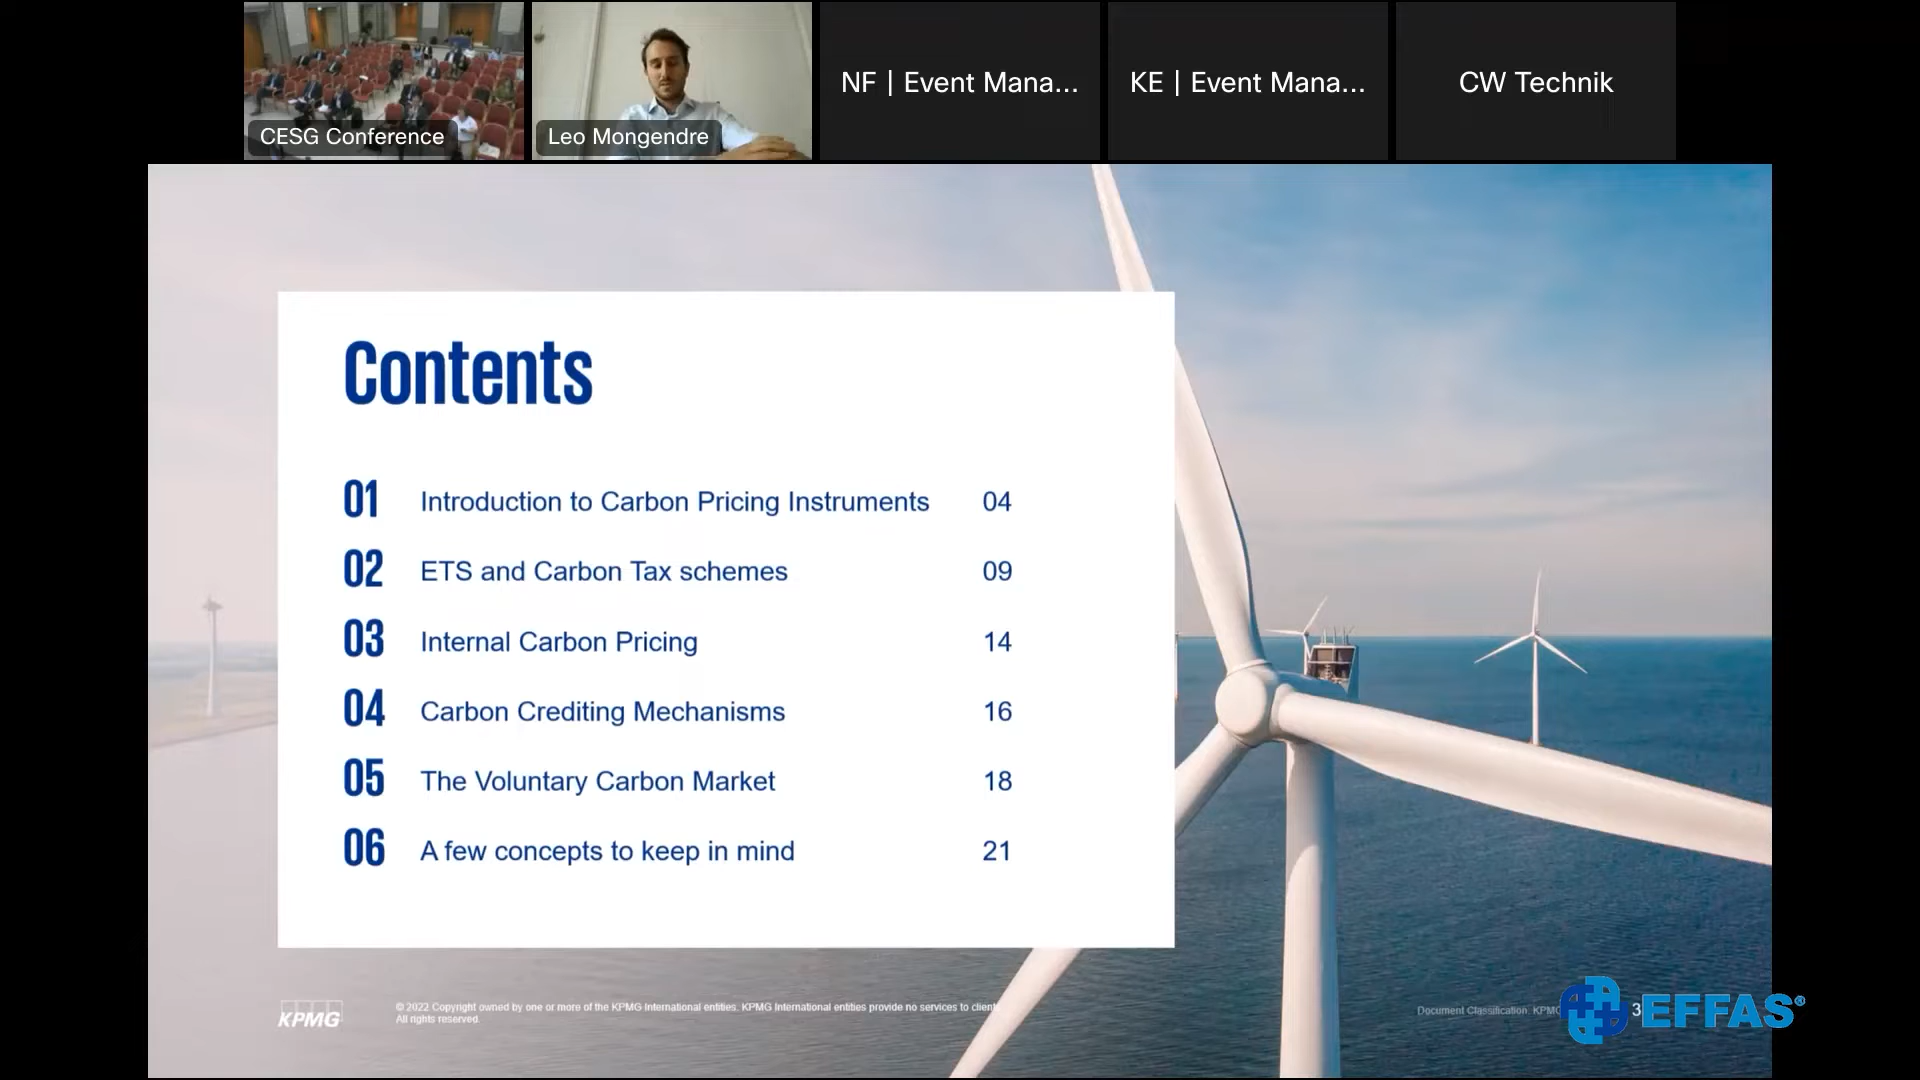 CESG Conference
Leo Mongendre
NF | Event Mana...
KE | Event Mana...
CW Technik
Contents
01 Introduction to Carbon Pricing Instruments 04
02 ETS and Carbon Tax schemes 09
03 Internal Carbon Pricing 14
04 Carbon Crediting Mechanisms 16
05 The Voluntary Carbon Market 18
06 A few concepts to keep in mind 21
KPMG
© 2022 Copyright owned by one or more of the KPMG International entities. KPMG International entities provide no services to client
All rights reserved.
Document Classification: KPMG
3
EFFAS®